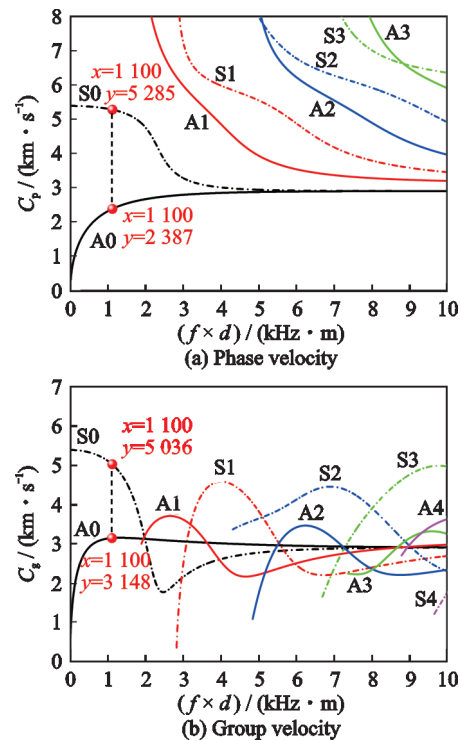 8
7
6
5
4
3
2
1
0
C_p / (km · s⁻¹)
S0
x=1 100
y=5 285
S1
A1
S2
A2
S3
A3
x=1 100
y=2 387
A0
0 1 2 3 4 5 6 7 8 9 10
(f × d) / (kHz · m)
(a) Phase velocity
7
6
5
4
3
2
1
0
C_g / (km · s⁻¹)
S0
x=1 100
y=5 036
A0
A1
S1
S2
A2
S3
A4
x=1 100
y=3 148
A3
S4
0 1 2 3 4 5 6 7 8 9 10
(f × d) / (kHz · m)
(b) Group velocity